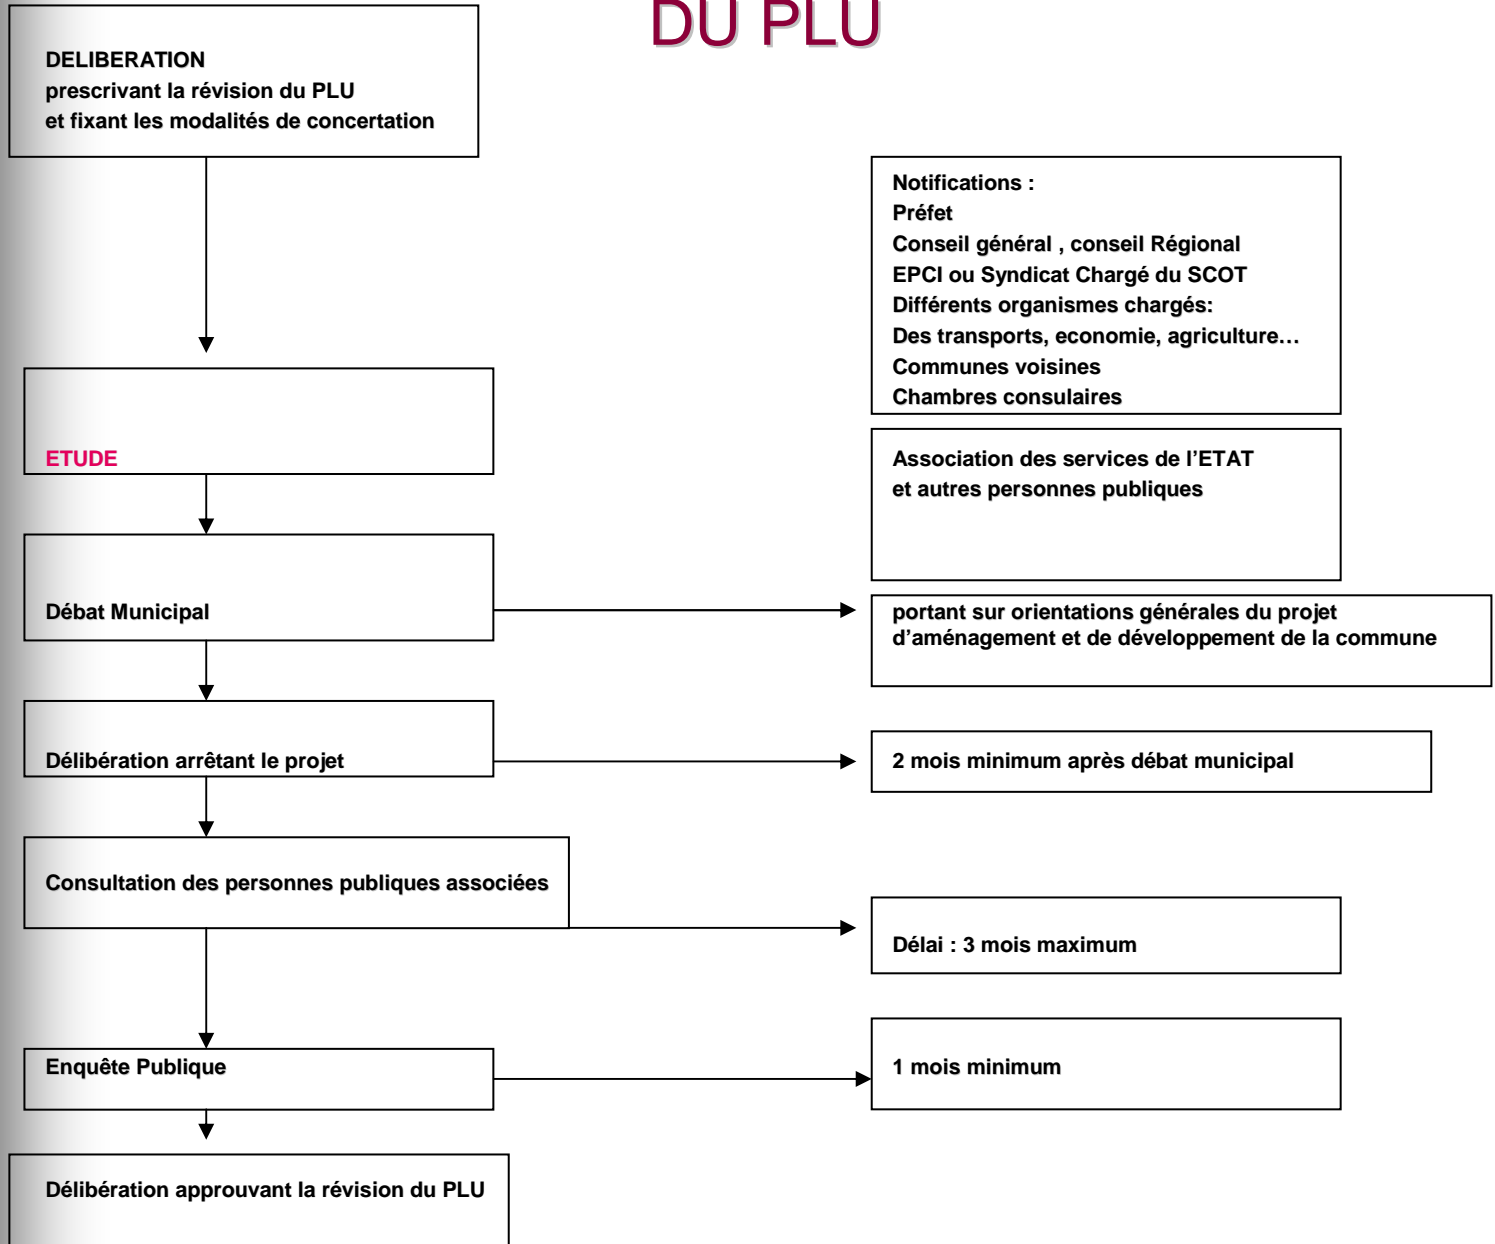 DU PLU
DELIBERATION
prescrivant la révision du PLU
et fixant les modalités de concertation
Notifications :
Préfet
Conseil général , conseil Régional
EPCI ou Syndicat Chargé du SCOT
Différents organismes chargés:
Des transports, economie, agriculture…
Communes voisines
Chambres consulaires
ETUDE
Association des services de l’ETAT
et autres personnes publiques
Débat Municipal
portant sur orientations générales du projet
d’aménagement et de développement de la commune
Délibération arrêtant le projet
2 mois minimum après débat municipal
Consultation des personnes publiques associées
Délai : 3 mois maximum
Enquête Publique
1 mois minimum
Délibération approuvant la révision du PLU